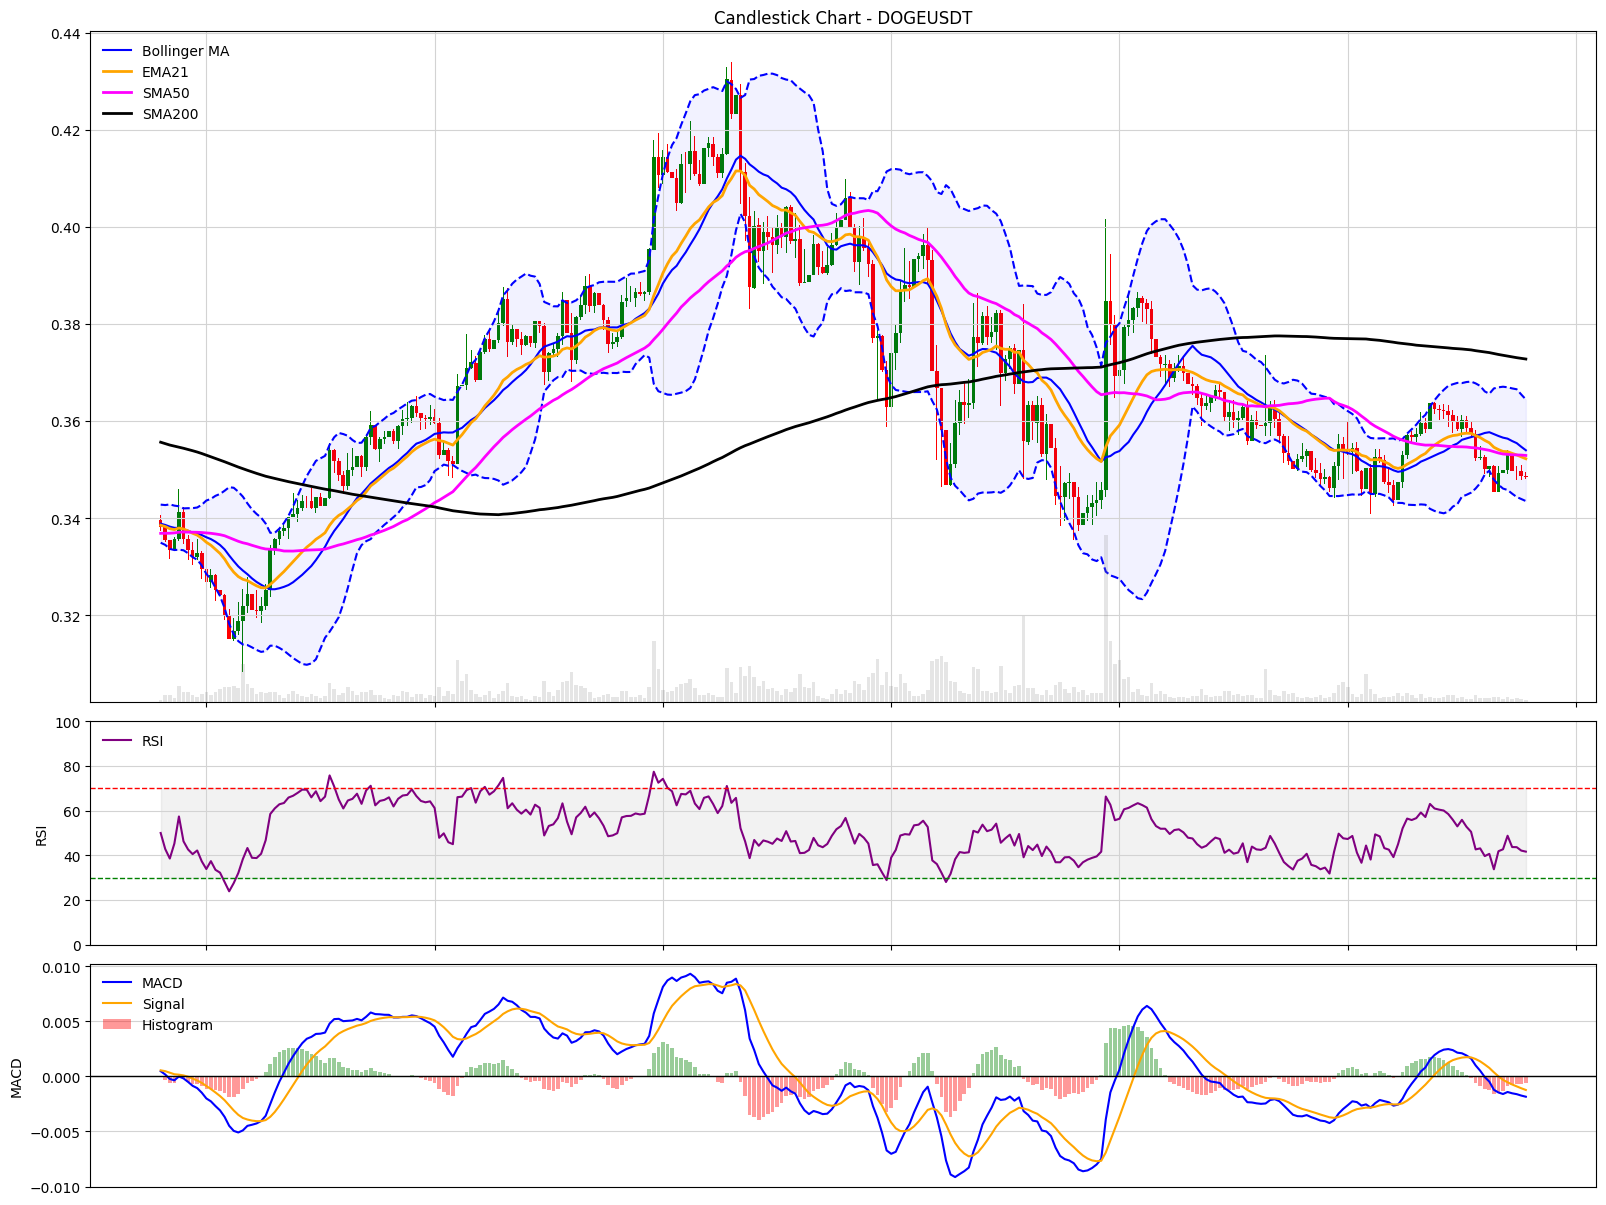 Candlestick Chart - DOGEUSDT
0.44
0.42
0.40
0.38
0.36
0.34
0.32
Bollinger MA
EMA21
SMA50
SMA200
100
80
60
40
20
0
RSI
RSI
0.010
0.005
0.000
−0.005
−0.010
MACD
MACD
Signal
Histogram